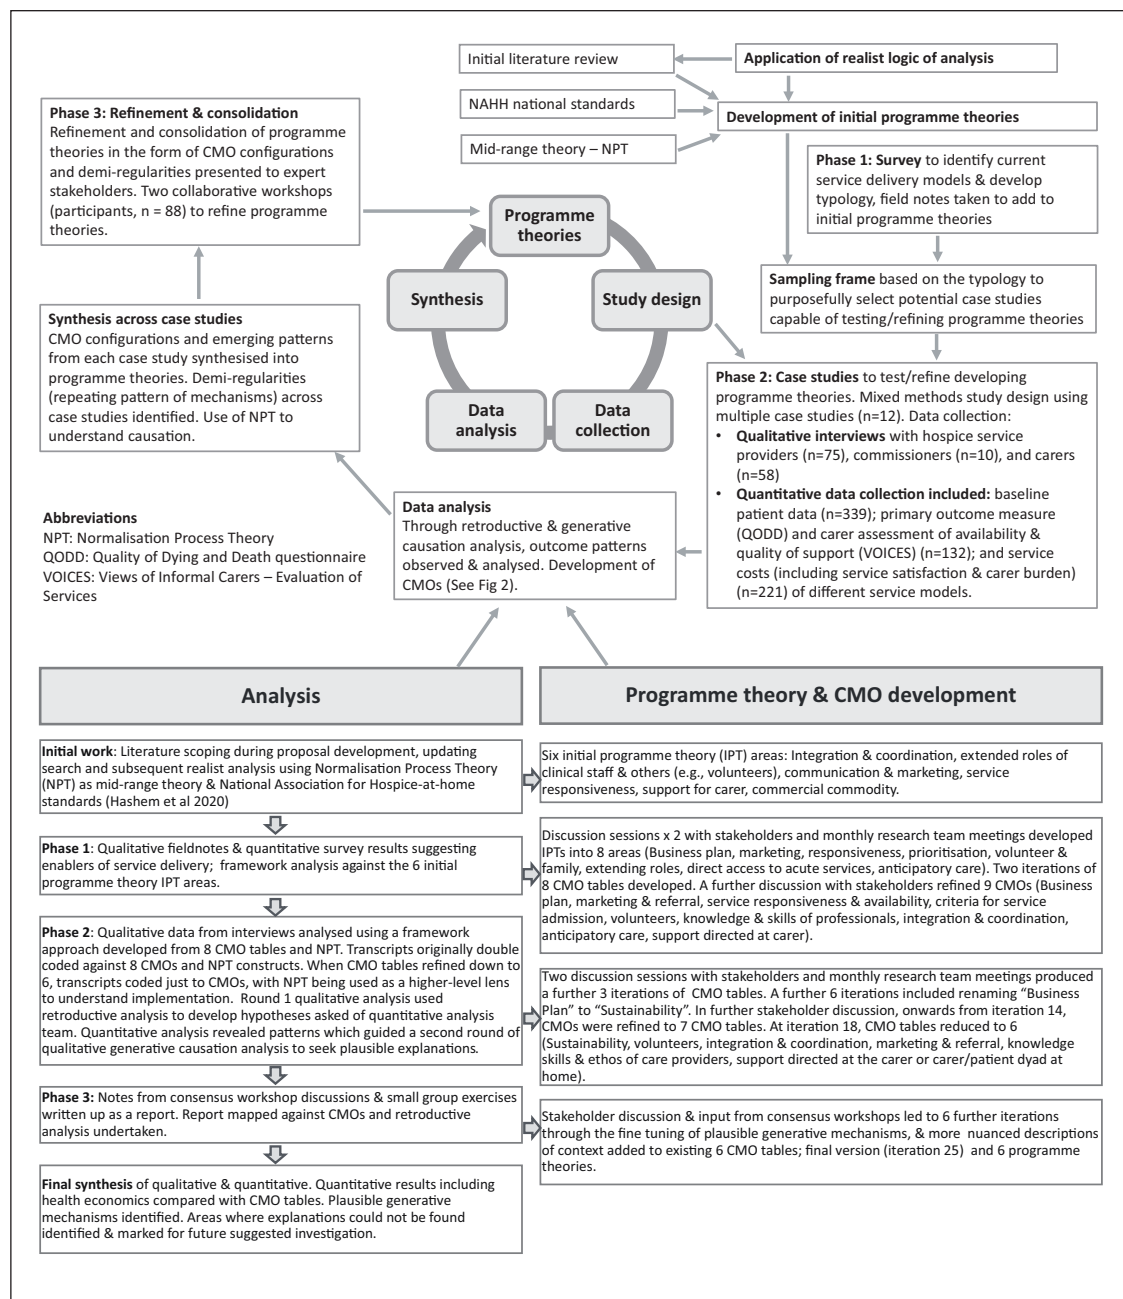 Initial literature review
Application of realist logic of analysis
NAHH national standards
Development of initial programme theories
Mid-range theory – NPT
Phase 3: Refinement & consolidation
Refinement and consolidation of programme
theories in the form of CMO configurations
and demi-regularities presented to expert
stakeholders. Two collaborative workshops
(participants, n = 88) to refine programme
theories.
Phase 1: Survey to identify current
service delivery models & develop
typology, field notes taken to add to
initial programme theories
Programme
theories
Synthesis
Study design
Data
analysis
Data
collection
Sampling frame based on the typology to
purposefully select potential case studies
capable of testing/refining programme theories
Synthesis across case studies
CMO configurations and emerging patterns
from each case study synthesised into
programme theories. Demi-regularities
(repeating pattern of mechanisms) across
case studies identified. Use of NPT to
understand causation.
Phase 2: Case studies to test/refine developing
programme theories. Mixed methods study design using
multiple case studies (n=12). Data collection:
• Qualitative interviews with hospice service
providers (n=75), commissioners (n=10), and carers
(n=58)
• Quantitative data collection included: baseline
patient data (n=339); primary outcome measure
(QODD) and carer assessment of availability &
quality of support (VOICES) (n=132); and service
costs (including service satisfaction & carer burden)
(n=221) of different service models.
Data analysis
Through retroductive & generative
causation analysis, outcome patterns
observed & analysed. Development of
CMOs (See Fig 2).
Abbreviations
NPT: Normalisation Process Theory
QODD: Quality of Dying and Death questionnaire
VOICES: Views of Informal Carers – Evaluation of
Services
Analysis
Programme theory & CMO development
Initial work: Literature scoping during proposal development, updating
search and subsequent realist analysis using Normalisation Process Theory
(NPT) as mid-range theory & National Association for Hospice-at-home
standards (Hashem et al 2020)
Six initial programme theory (IPT) areas: Integration & coordination, extended roles of
clinical staff & others (e.g., volunteers), communication & marketing, service
responsiveness, support for carer, commercial commodity.
Phase 1: Qualitative fieldnotes & quantitative survey results suggesting
enablers of service delivery; framework analysis against the 6 initial
programme theory IPT areas.
Discussion sessions x 2 with stakeholders and monthly research team meetings developed
IPTs into 8 areas (Business plan, marketing, responsiveness, prioritisation, volunteer &
family, extending roles, direct access to acute services, anticipatory care). Two iterations of
8 CMO tables developed. A further discussion with stakeholders refined 9 CMOs (Business
plan, marketing & referral, service responsiveness & availability, criteria for service
admission, volunteers, knowledge & skills of professionals, integration & coordination,
anticipatory care, support directed at carer).
Phase 2: Qualitative data from interviews analysed using a framework
approach developed from 8 CMO tables and NPT. Transcripts originally double
coded against 8 CMOs and NPT constructs. When CMO tables refined down to
6, transcripts coded just to CMOs, with NPT being used as a higher-level lens
to understand implementation. Round 1 qualitative analysis used
retroductive analysis to develop hypotheses asked of quantitative analysis
team. Quantitative analysis revealed patterns which guided a second round of
qualitative generative causation analysis to seek plausible explanations.
Two discussion sessions with stakeholders and monthly research team meetings produced
a further 3 iterations of CMO tables. A further 6 iterations included renaming “Business
Plan” to “Sustainability”. In further stakeholder discussion, onwards from iteration 14,
CMOs were refined to 7 CMO tables. At iteration 18, CMO tables reduced to 6
(Sustainability, volunteers, integration & coordination, marketing & referral, knowledge
skills & ethos of care providers, support directed at the carer or carer/patient dyad at
home).
Phase 3: Notes from consensus workshop discussions & small group exercises
written up as a report. Report mapped against CMOs and retroductive
analysis undertaken.
Stakeholder discussion & input from consensus workshops led to 6 further iterations
through the fine tuning of plausible generative mechanisms, & more nuanced descriptions
of context added to existing 6 CMO tables; final version (iteration 25) and 6 programme
theories.
Final synthesis of qualitative & quantitative. Quantitative results including
health economics compared with CMO tables. Plausible generative
mechanisms identified. Areas where explanations could not be found
identified & marked for future suggested investigation.